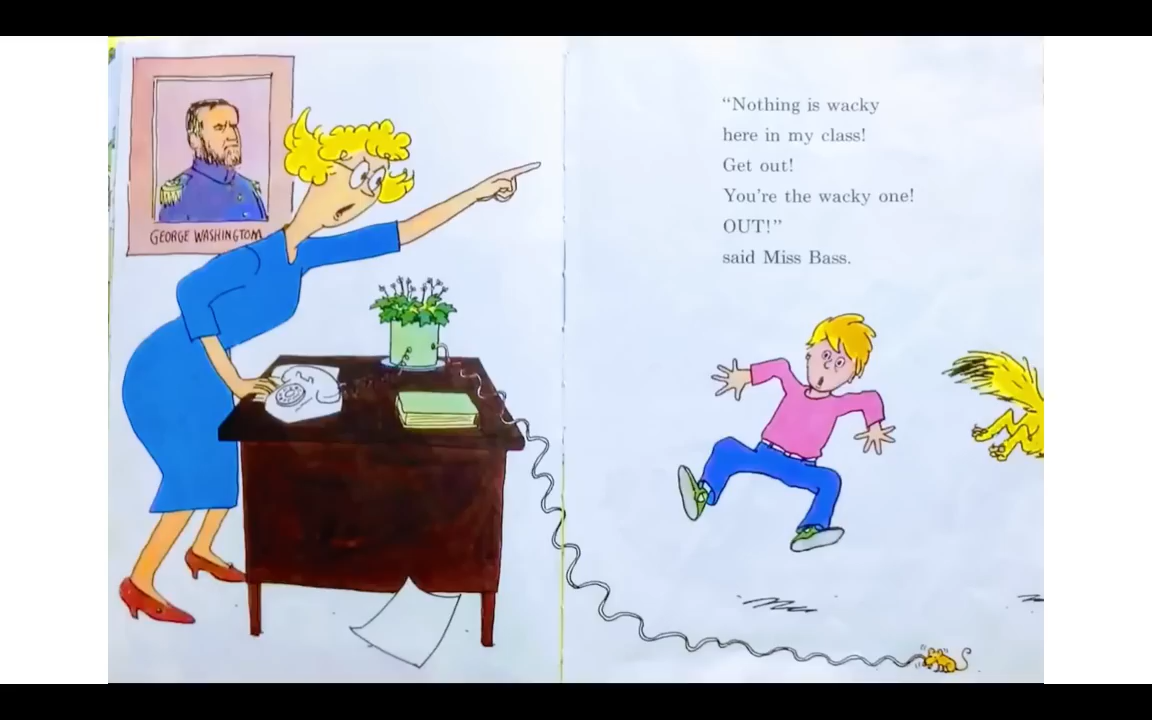 GEORGE WASHINGTON
“Nothing is wacky
here in my class!
Get out!
You’re the wacky one!
OUT!”
said Miss Bass.